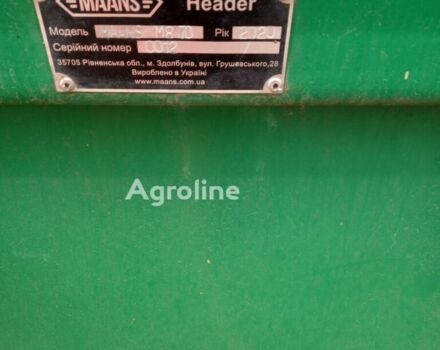 MAANS Header
Модель MAANS MR 70 Рік 2020
Серійний номер 0012 /
35705 Рівненська обл., м. Здолбунів, вул. Грушевського,28
Вироблено в Україні
www.maans.com.ua
Agroline